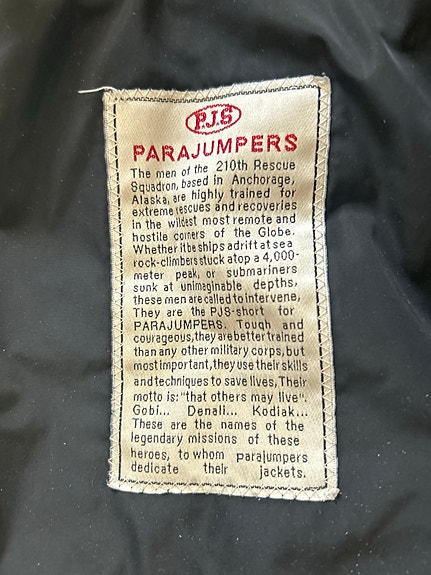 P.J.S
PARAJUMPERS
The men of the 210th Rescue
Squadron, based in Anchorage,
Alaska, are highly trained for
extreme rescues and recoveries
in the wildest most remote and
hostile corners of the Globe.
Whether it be ships adrift at sea
rock-climbers stuck atop a 4,000-
meter peak, or submariners
sunk at unimaginable depths,
these men are called to intervene,
They are the PJS-short for
PARAJUMPERS. Tough and
courageous, they are better trained
than any other military corps, but
most important, they use their skills
and techniques to save lives, Their
motto is: "that others may live".
Gobi... Denali... Kodiak...
These are the names of the
legendary missions of these
heroes, to whom parajumpers
dedicate their jackets.